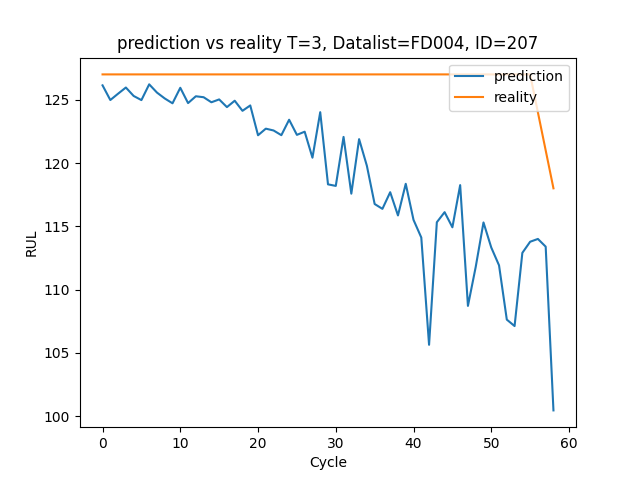 prediction vs reality T=3, Datalist=FD004, ID=207
prediction
reality
125
120
115
110
105
100
RUL
0 10 20 30 40 50 60
Cycle